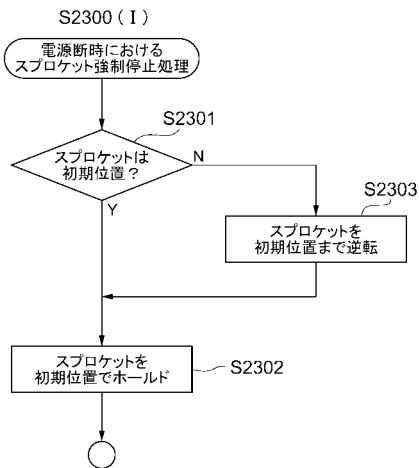 S2300 ( I )
電源断時における
スプロケット強制停止処理
S2301
スプロケットは
初期位置？
N
Y
S2303
スプロケットを
初期位置まで逆転
スプロケットを
初期位置でホールド
S2302